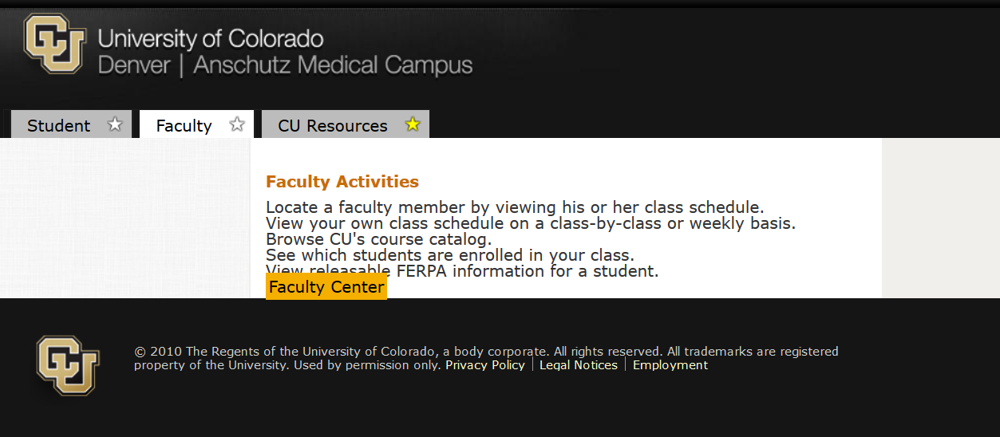 University of Colorado
Denver | Anschutz Medical Campus
Student
Faculty
CU Resources
Faculty Activities
Locate a faculty member by viewing his or her class schedule.
View your own class schedule on a class-by-class or weekly basis.
Browse CU's course catalog.
See which students are enrolled in your class.
View releasable FERPA information for a student.
Faculty Center
© 2010 The Regents of the University of Colorado, a body corporate. All rights reserved. All trademarks are registered
property of the University. Used by permission only. Privacy Policy | Legal Notices | Employment